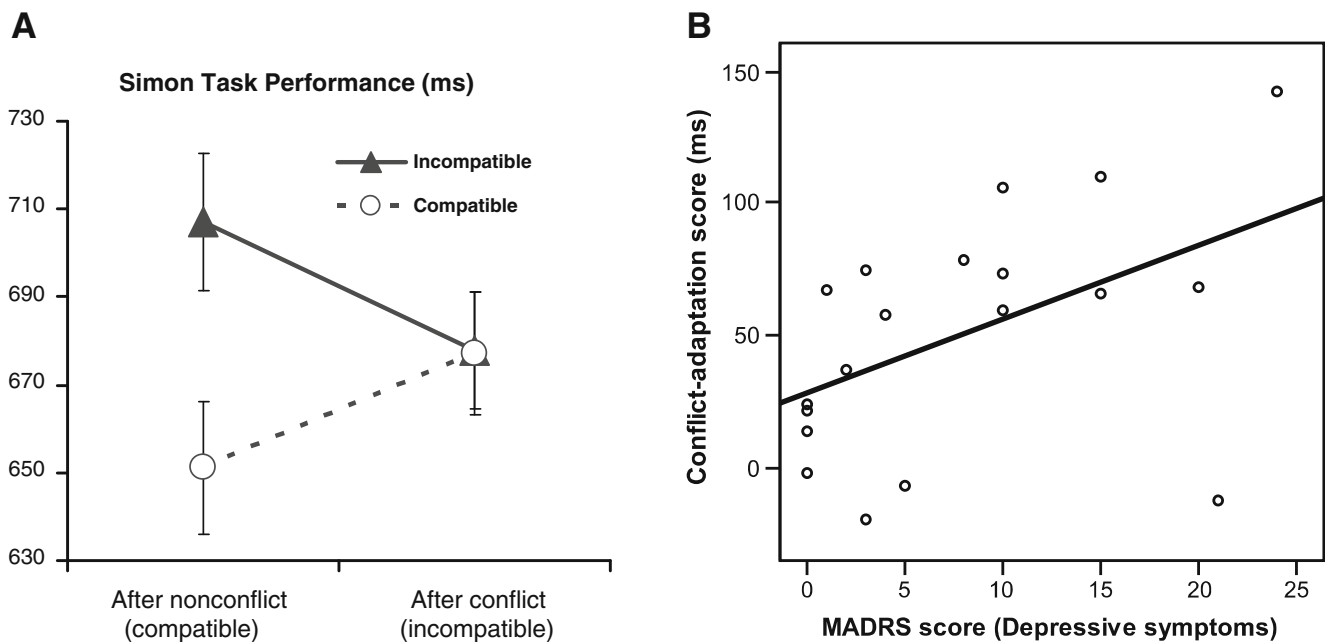 A
Simon Task Performance (ms)
730
710
690
670
650
630
Incompatible
Compatible
After nonconflict
(compatible)
After conflict
(incompatible)
B
Conflict-adaptation score (ms)
150
100
50
0
0 5 10 15 20 25
MADRS score (Depressive symptoms)